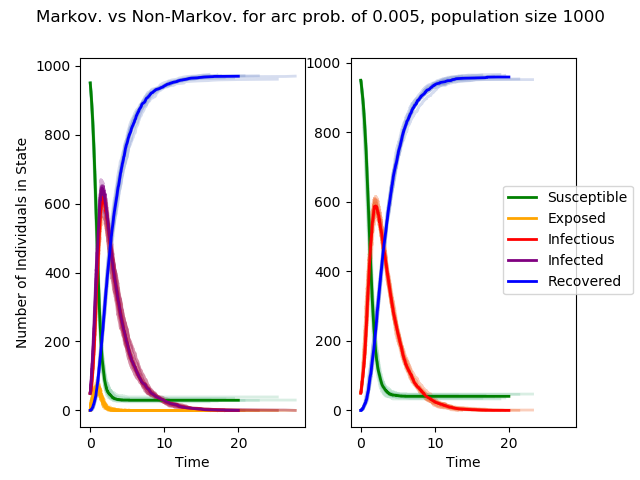 Markov. vs Non-Markov. for arc prob. of 0.005, population size 1000
Number of Individuals in State
1000
800
600
400
200
0
0
10
20
Time
1000
800
600
400
200
0
0
10
20
Time
Susceptible
Exposed
Infectious
Infected
Recovered